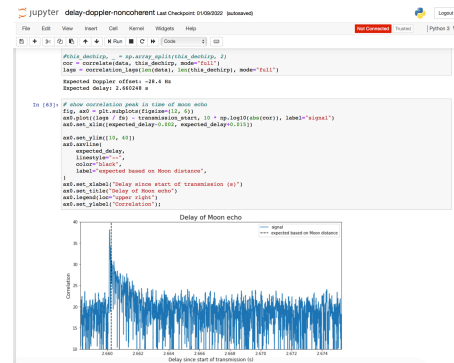 jupyter delay-doppler-noncoherent Last Checkpoint: 01/09/2022 (autosaved)
Logout
File Edit View Insert Cell Kernel Widgets Help
Not Connected Trusted Python 3
Run Code
#this_dechirp, _ = np.array_split(this_dechirp, 2)
cor = correlate(data, this_dechirp, mode="full")
lags = correlation_lags(len(data), len(this_dechirp), mode="full")
Expected Doppler offset: -28.6 Hz
Expected delay: 2.660248 s
In [63]: # show correlation peak in time of moon echo
fig, ax0 = plt.subplots(figsize=(12, 6))
ax0.plot((lags / fs) - transmission_start, 10 * np.log10(abs(cor)), label="signal")
ax0.set_xlim([expected_delay-0.002, expected_delay+0.015])
ax0.set_ylim([10, 40])
ax0.axvline(
expected_delay,
linestyle="--",
color="black",
label="expected based on Moon distance",
)
ax0.set_xlabel("Delay since start of transmission (s)")
ax0.set_title("Delay of Moon echo")
ax0.legend(loc="upper right")
ax0.set_ylabel("Correlation");
Delay of Moon echo
signal
expected based on Moon distance
40
35
30
25
20
15
10
Correlation
2.660 2.662 2.664 2.666 2.668 2.670 2.672 2.674
Delay since start of transmission (s)